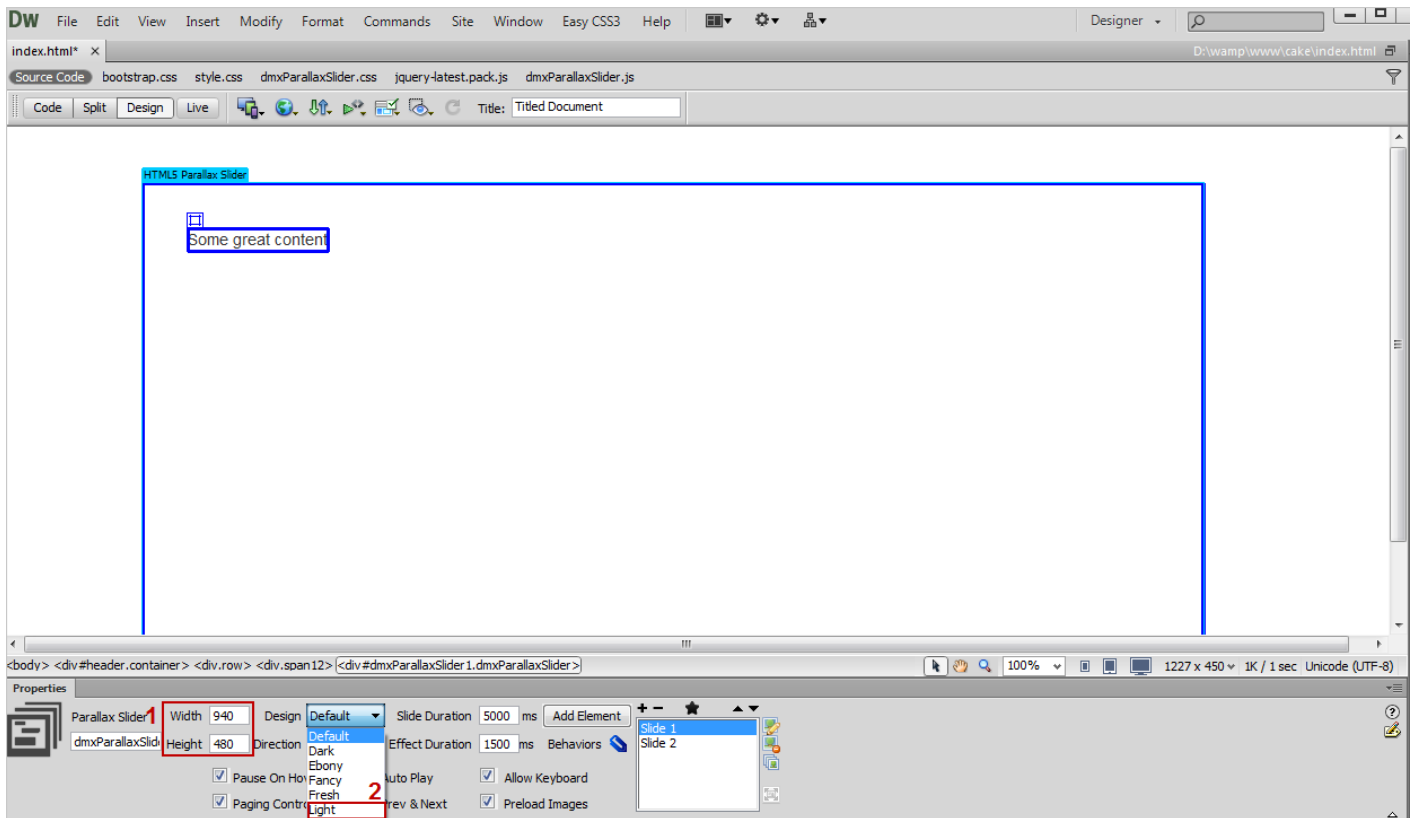 DW File Edit View Insert Modify Format Commands Site Window Easy CSS3 Help Designer
index.html* × D:\wamp\www\cake\index.html
Source Code bootstrap.css style.css dmxParallaxSlider.css jquery-latest.pack.js dmxParallaxSlider.js
Code Split Design Live Title: Titled Document
HTML5 Parallax Slider
Some great content
<body> <div#header.container> <div.row> <div.span12> <div#dmxParallaxSlider1.dmxParallaxSlider> 100% 1227 x 450 1K / 1 sec Unicode (UTF-8)
Properties
Parallax Slider 1 Width 940 Design Default Slide Duration 5000 ms Add Element + −
dmxParallaxSlid Height 480 Direction Effect Duration 1500 ms Behaviors
Default
Dark
Ebony
Fancy
Fresh
Light
2
Slide 1
Slide 2
Pause On Hov Auto Play Allow Keyboard
Paging Contro Prev & Next Preload Images